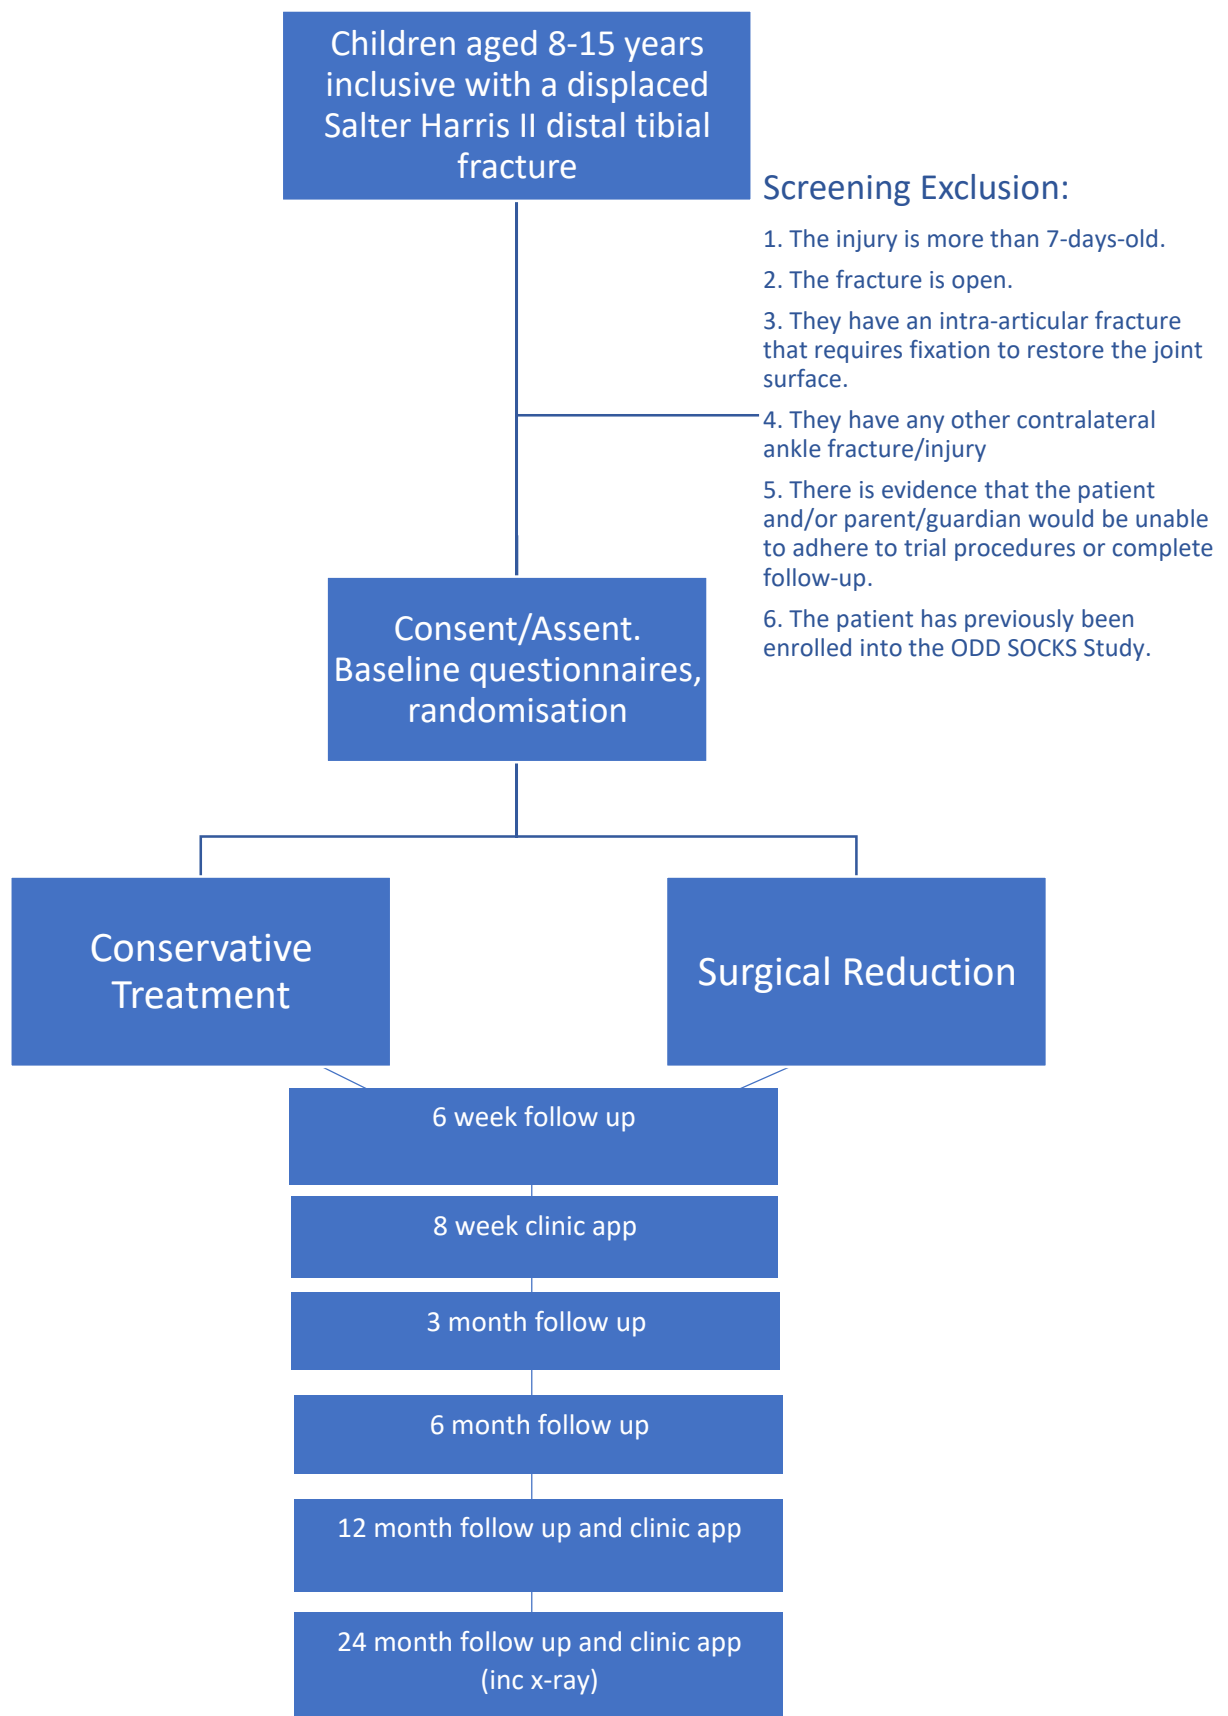 Children aged 8-15 years
inclusive with a displaced
Salter Harris II distal tibial
fracture
Screening Exclusion:
1. The injury is more than 7-days-old.
2. The fracture is open.
3. They have an intra-articular fracture
that requires fixation to restore the joint
surface.
4. They have any other contralateral
ankle fracture/injury
5. There is evidence that the patient
and/or parent/guardian would be unable
to adhere to trial procedures or complete
follow-up.
6. The patient has previously been
enrolled into the ODD SOCKS Study.
Consent/Assent.
Baseline questionnaires,
randomisation
Conservative
Treatment
Surgical Reduction
6 week follow up
8 week clinic app
3 month follow up
6 month follow up
12 month follow up and clinic app
24 month follow up and clinic app
(inc x-ray)